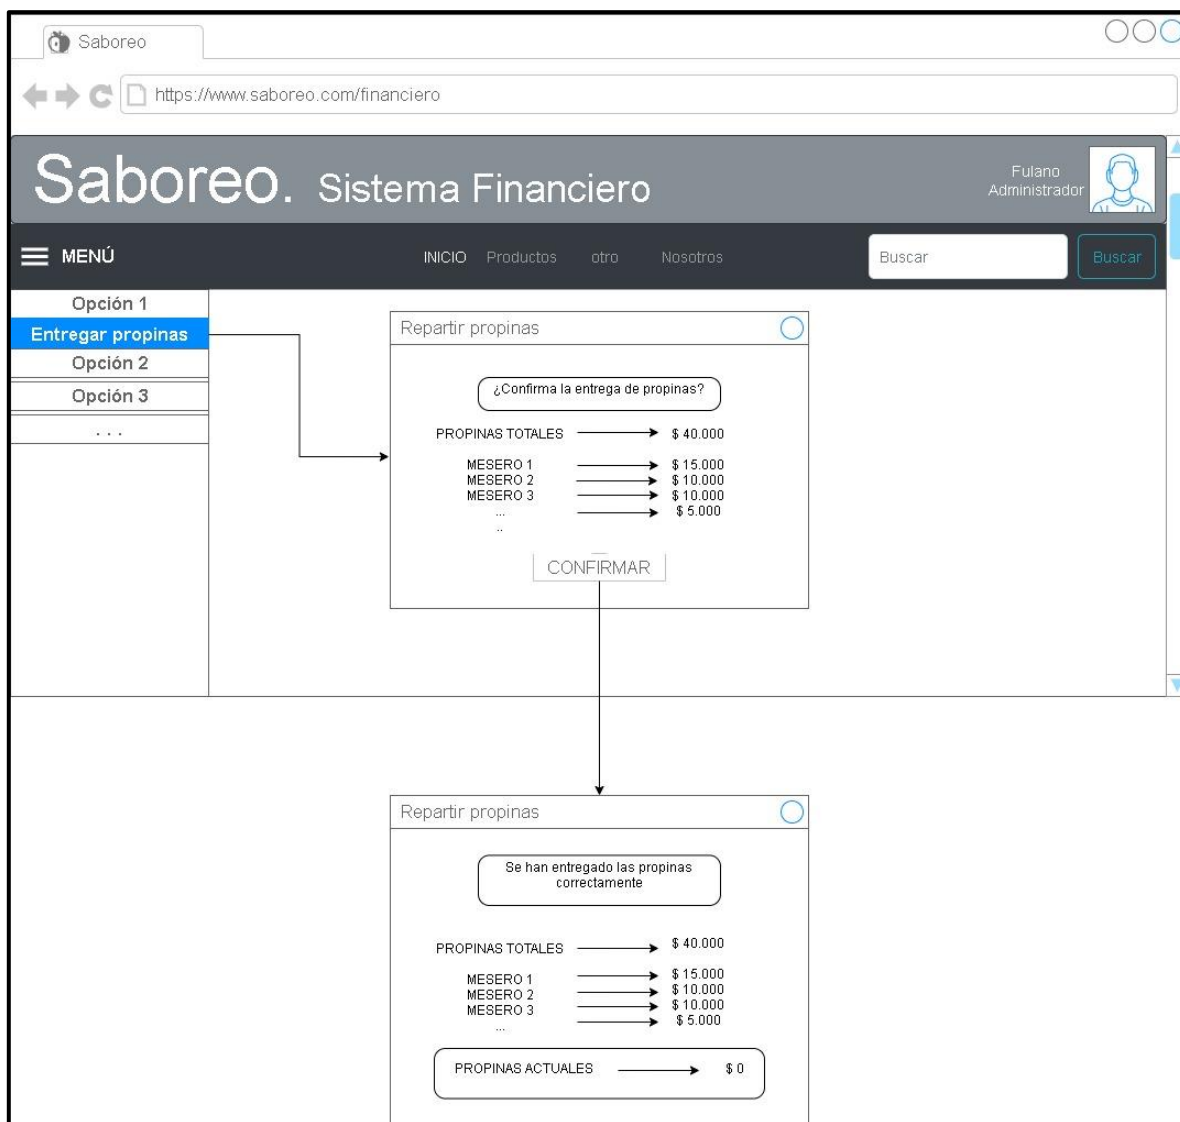 Saboreo
https://www.saboreo.com/financiero
Saboreo. Sistema Financiero
Fulano
Administrador
MENÚ
INICIO Productos otro Nosotros
Buscar
Buscar
Opción 1
Entregar propinas
Opción 2
Opción 3
. . .
Repartir propinas
¿Confirma la entrega de propinas?
PROPINAS TOTALES $ 40.000
MESERO 1 $ 15.000
MESERO 2 $ 10.000
MESERO 3 $ 10.000
... $ 5.000
..
CONFIRMAR
Repartir propinas
Se han entregado las propinas
correctamente
PROPINAS TOTALES $ 40.000
MESERO 1 $ 15.000
MESERO 2 $ 10.000
MESERO 3 $ 10.000
... $ 5.000
PROPINAS ACTUALES $ 0